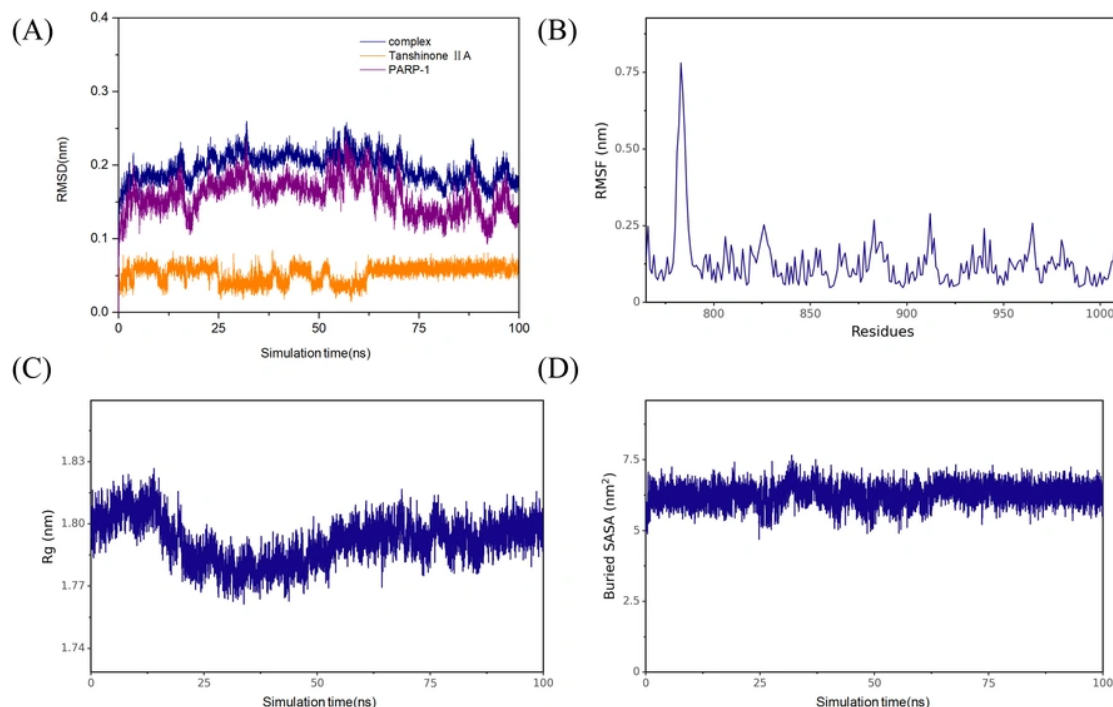 (A)
0.4
0.3
0.2
0.1
0.0
RMSD(nm)
complex
Tanshinone ⅡA
PARP-1
0 25 50 75 100
Simulation time(ns)
(B)
0.75
0.50
0.25
0
RMSF (nm)
800 850 900 950 1000
Residues
(C)
1.83
1.80
1.77
1.74
Rg (nm)
0 25 50 75 100
Simulation time(ns)
(D)
7.5
5
2.5
0
Buried SASA (nm²)
0 25 50 75 100
Simulation time(ns)